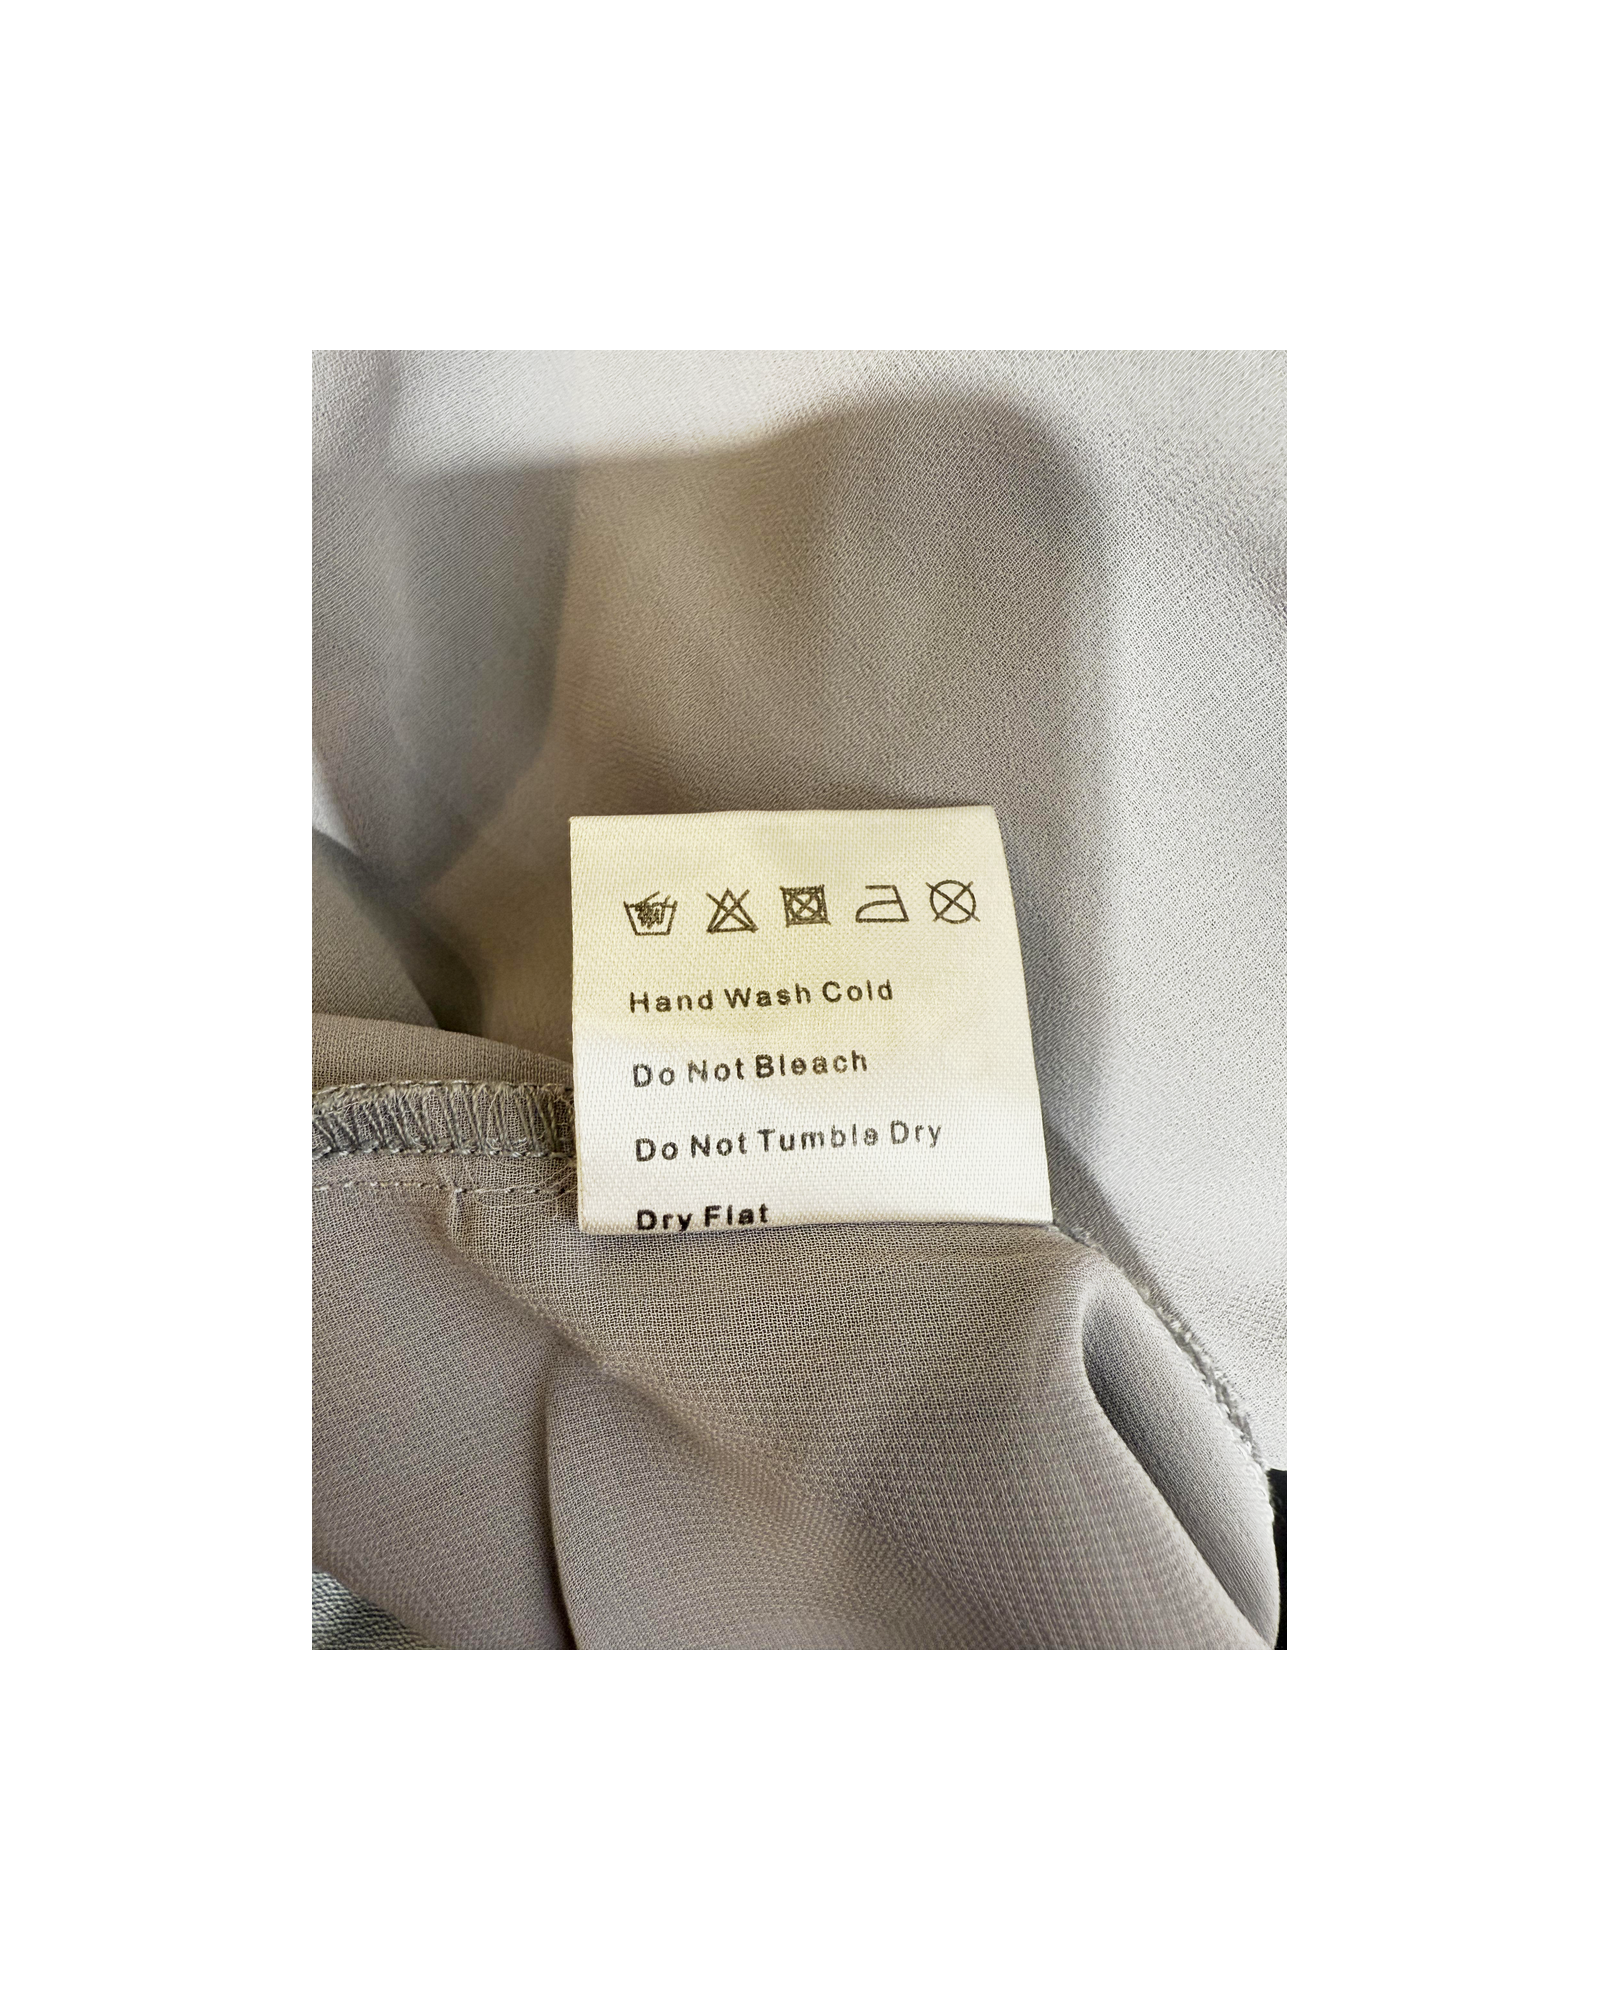 Hand Wash Cold
Do Not Bleach
Do Not Tumble Dry
Dry Flat